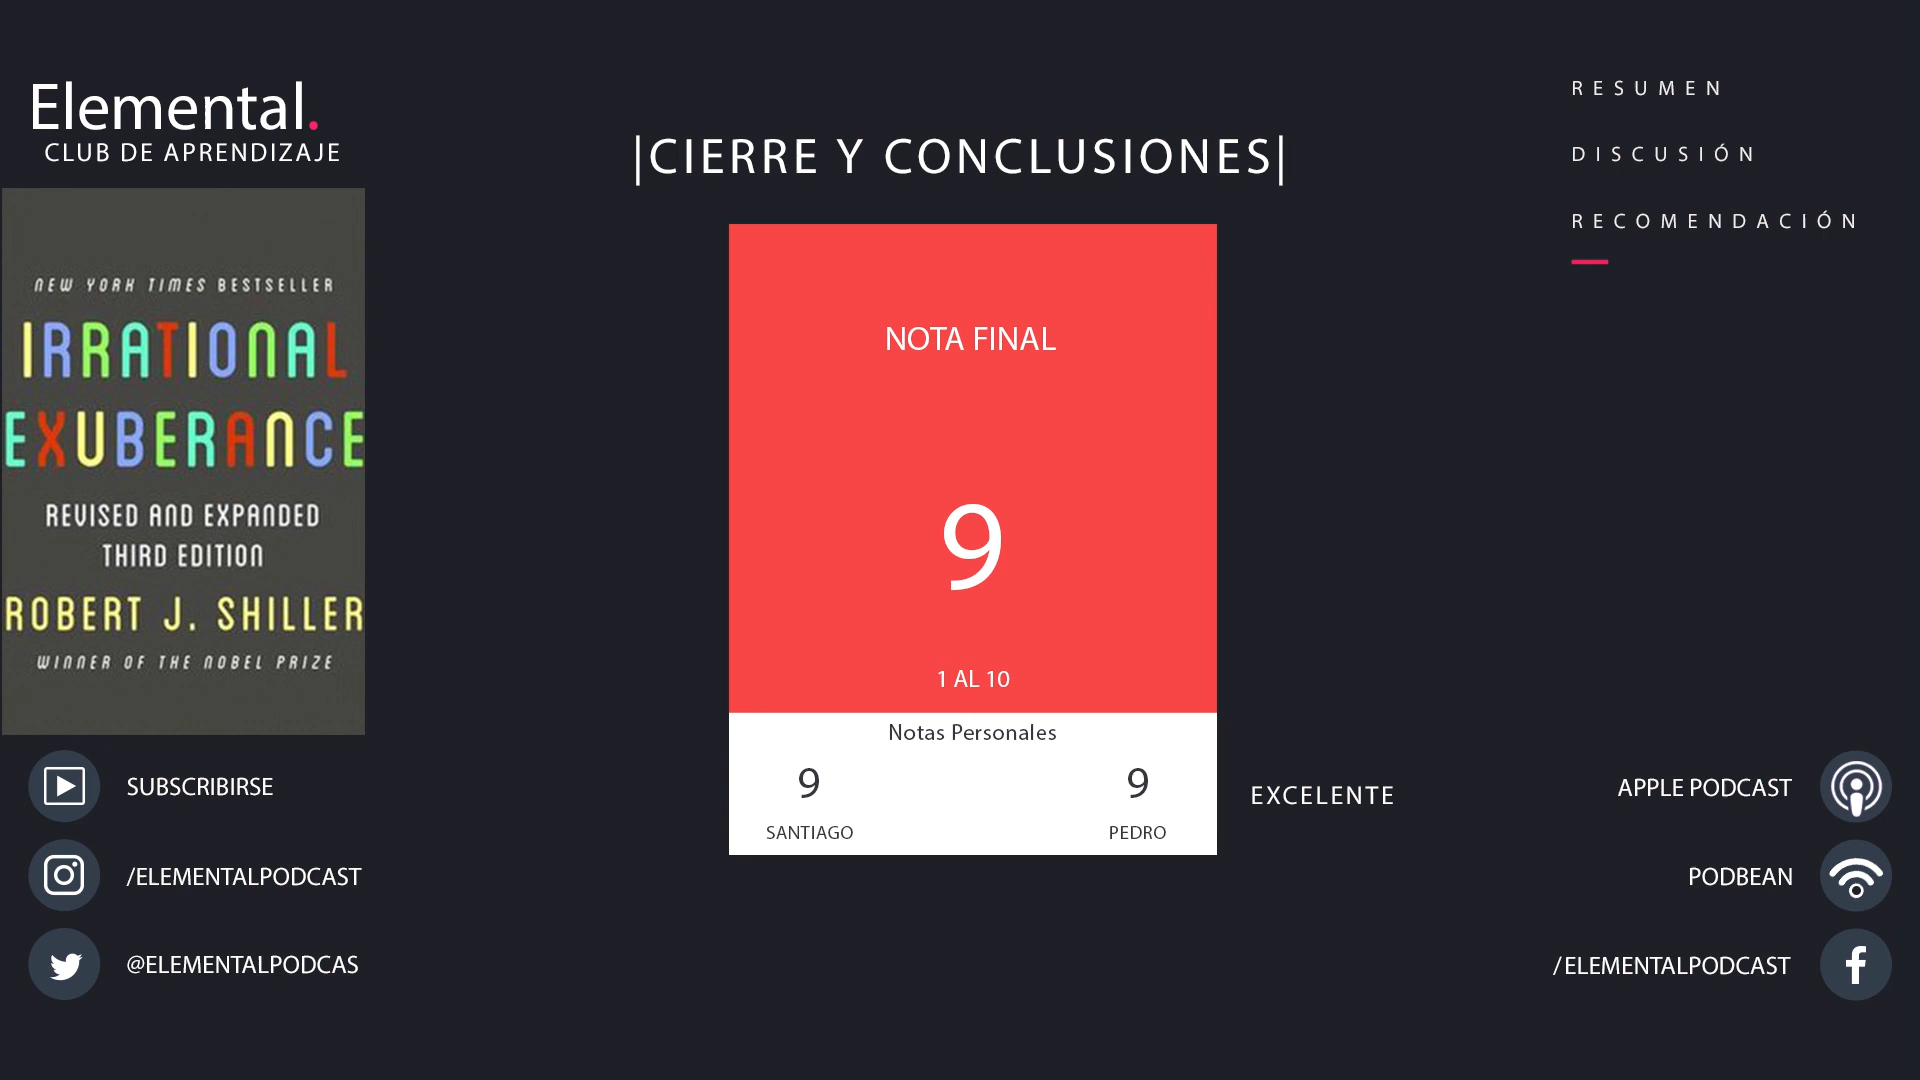 Elemental.
CLUB DE APRENDIZAJE
NEW YORK TIMES BESTSELLER
IRRATIONAL
EXUBERANCE
REVISED AND EXPANDED
THIRD EDITION
ROBERT J. SHILLER
WINNER OF THE NOBEL PRIZE
SUBSCRIBIRSE
/ELEMENTALPODCAST
@ELEMENTALPODCAS
|CIERRE Y CONCLUSIONES|
NOTA FINAL
9
1 AL 10
Notas Personales
9 9
SANTIAGO PEDRO
EXCELENTE
RESUMEN
DISCUSIÓN
RECOMENDACIÓN
APPLE PODCAST
PODBEAN
/ELEMENTALPODCAST